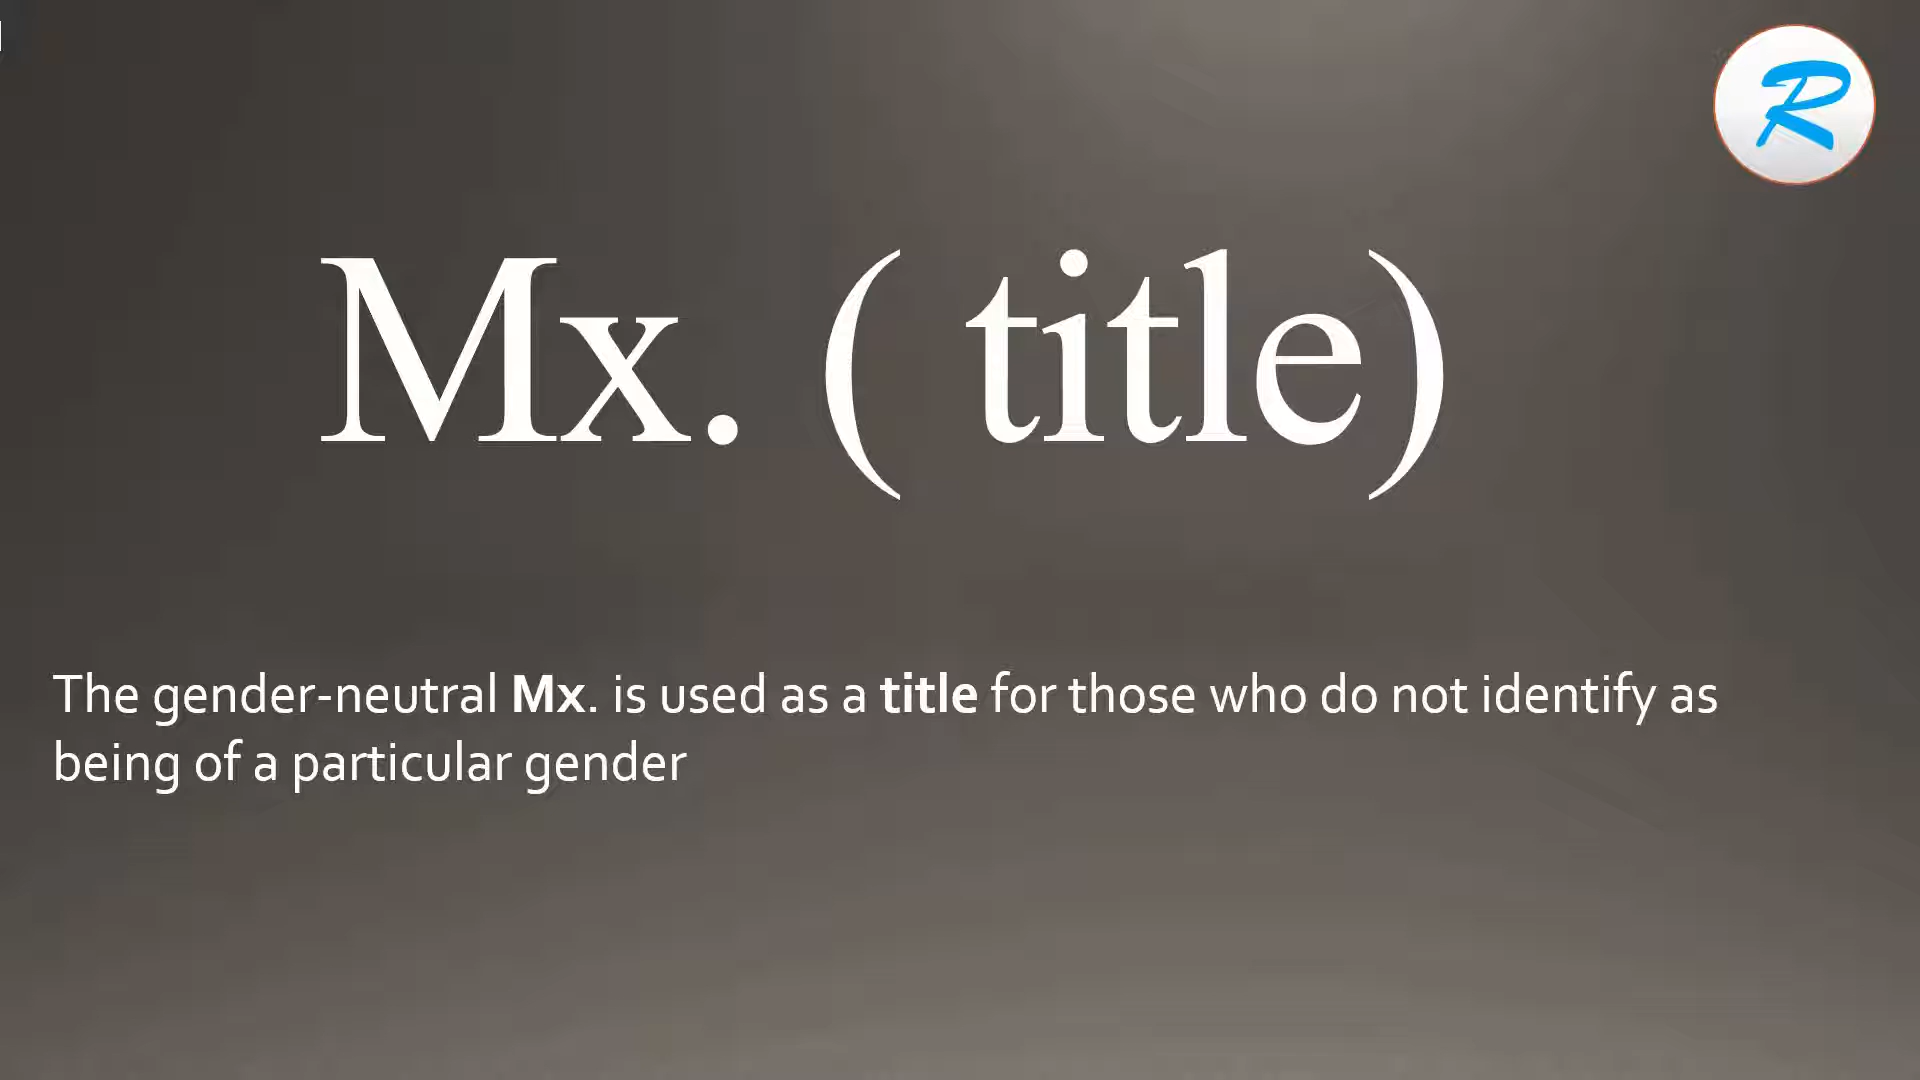 R
Mx. ( title)
The gender-neutral Mx. is used as a title for those who do not identify as
being of a particular gender